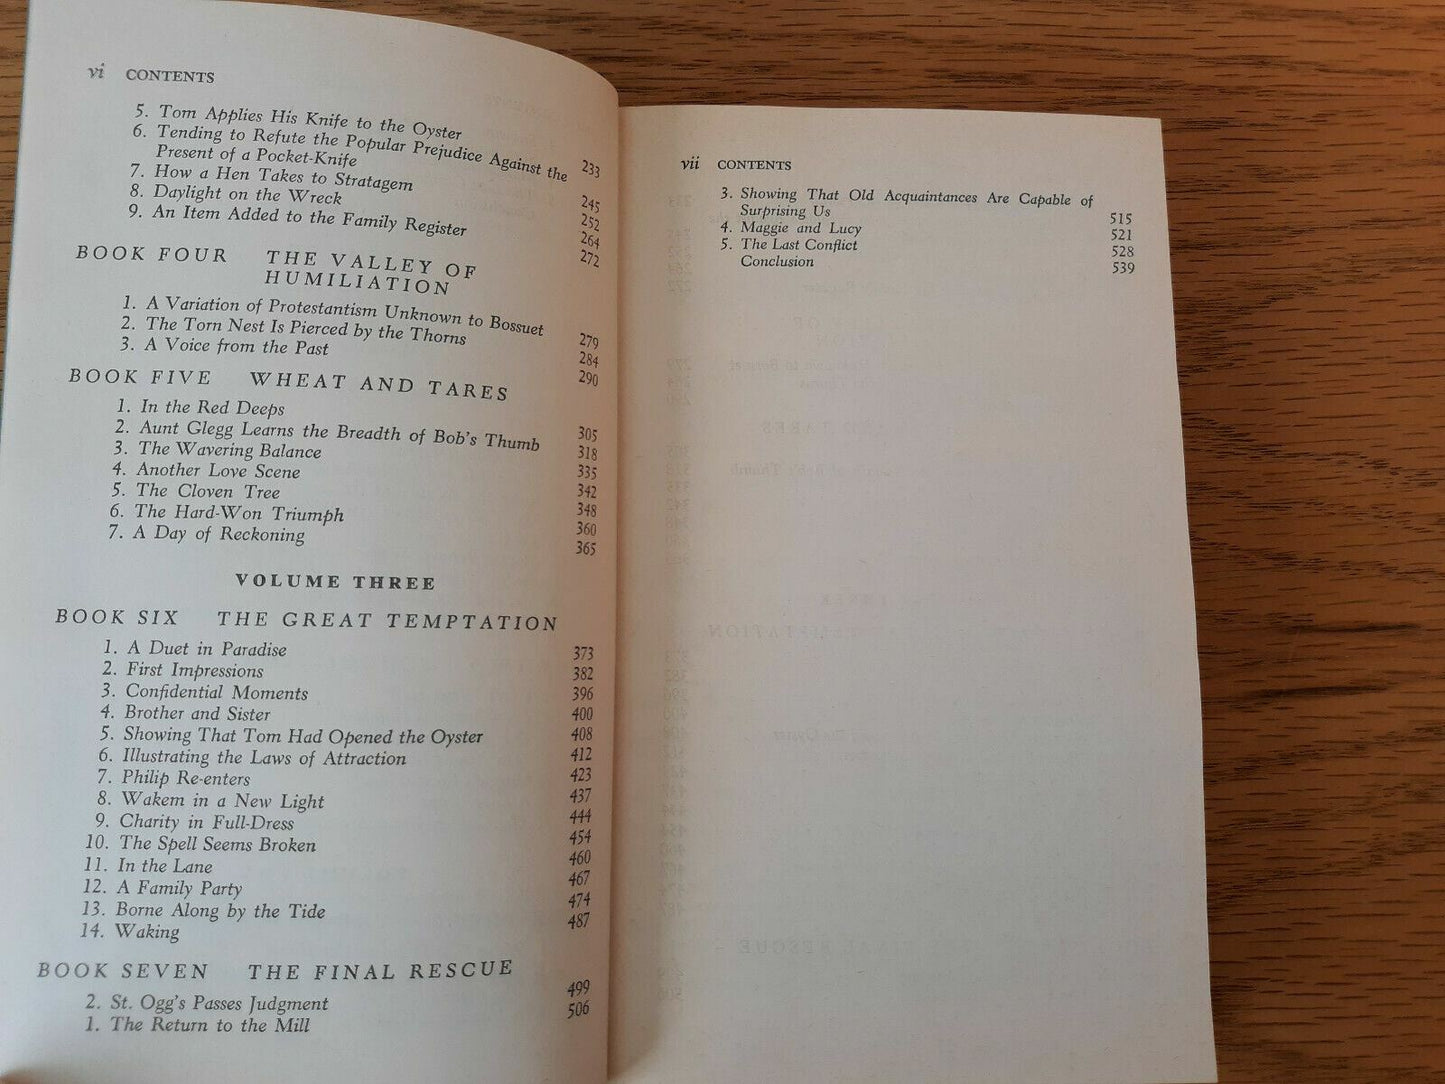 vi CONTENTS
5. Tom Applies His Knife to the Oyster 233
6. Tending to Refute the Popular Prejudice Against the
Present of a Pocket-Knife 245
7. How a Hen Takes to Stratagem 252
8. Daylight on the Wreck 264
9. An Item Added to the Family Register 272
BOOK FOUR THE VALLEY OF
HUMILIATION
1. A Variation of Protestantism Unknown to Bossuet 279
2. The Torn Nest Is Pierced by the Thorns 284
3. A Voice from the Past 290
BOOK FIVE WHEAT AND TARES
1. In the Red Deeps 305
2. Aunt Glegg Learns the Breadth of Bob's Thumb 318
3. The Wavering Balance 335
4. Another Love Scene 342
5. The Cloven Tree 348
6. The Hard-Won Triumph 360
7. A Day of Reckoning 365
VOLUME THREE
BOOK SIX THE GREAT TEMPTATION
1. A Duet in Paradise 373
2. First Impressions 382
3. Confidential Moments 396
4. Brother and Sister 400
5. Showing That Tom Had Opened the Oyster 408
6. Illustrating the Laws of Attraction 412
7. Philip Re-enters 423
8. Wakem in a New Light 437
9. Charity in Full-Dress 444
10. The Spell Seems Broken 454
11. In the Lane 460
12. A Family Party 467
13. Borne Along by the Tide 474
14. Waking 487
BOOK SEVEN THE FINAL RESCUE
2. St. Ogg's Passes Judgment 499
1. The Return to the Mill 506
vii CONTENTS
3. Showing That Old Acquaintances Are Capable of
Surprising Us 515
4. Maggie and Lucy 521
5. The Last Conflict 528
Conclusion 539